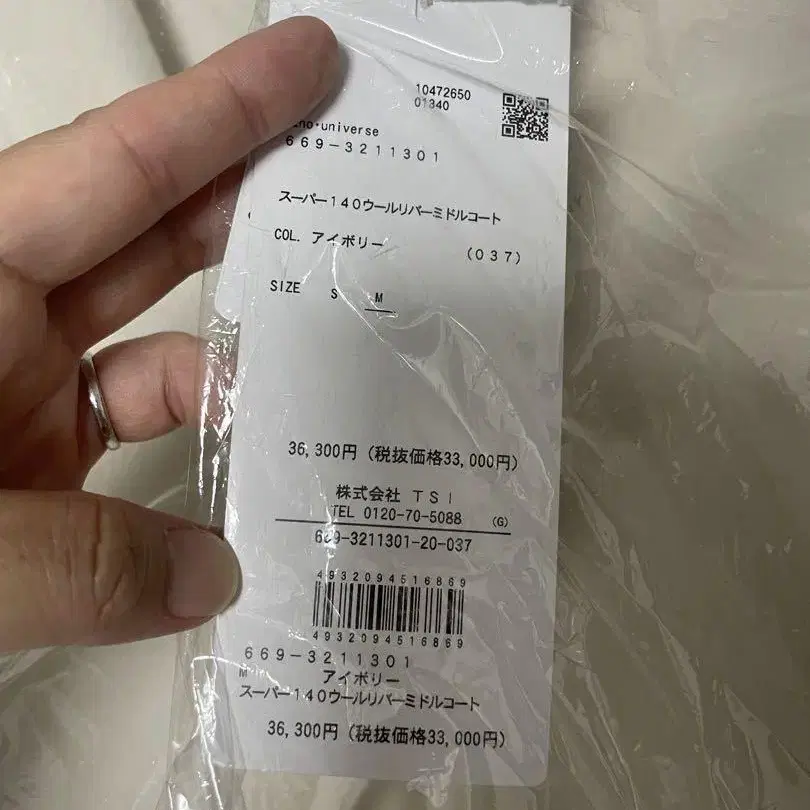 10472650
01340
universe
669-3211301
スーパー140ウールリバーミドルコート
COL. アイボリー (037)
SIZE S M
36,300円 (税抜価格33,000円)
株式会社 TSI
TEL 0120-70-5088 (G)
669-3211301-20-037
4932094516869
4932094516869
669-3211301
M アイボリー
スーパー140ウールリバーミドルコート
36,300円 (税抜価格33,000円)